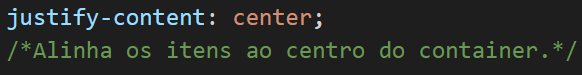 justify-content: center;
/*Alinha os itens ao centro do container.*/